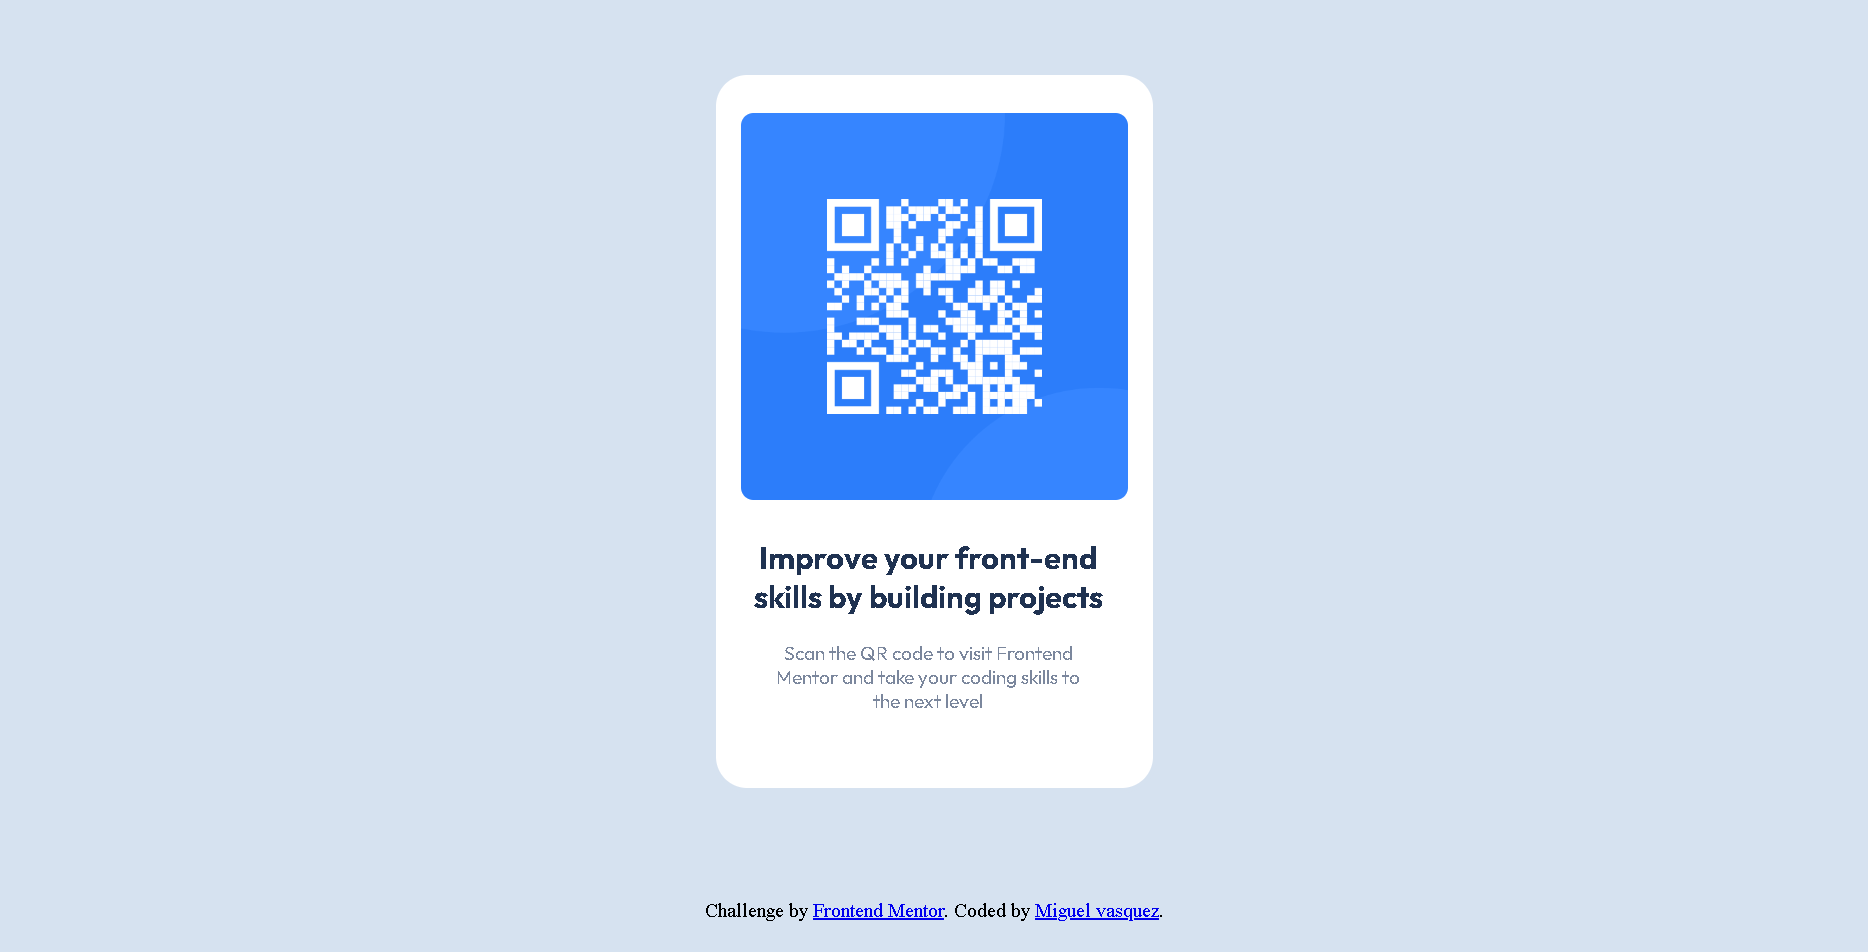 Improve your front-end
skills by building projects
Scan the QR code to visit Frontend
Mentor and take your coding skills to
the next level
Challenge by Frontend Mentor. Coded by Miguel vasquez.